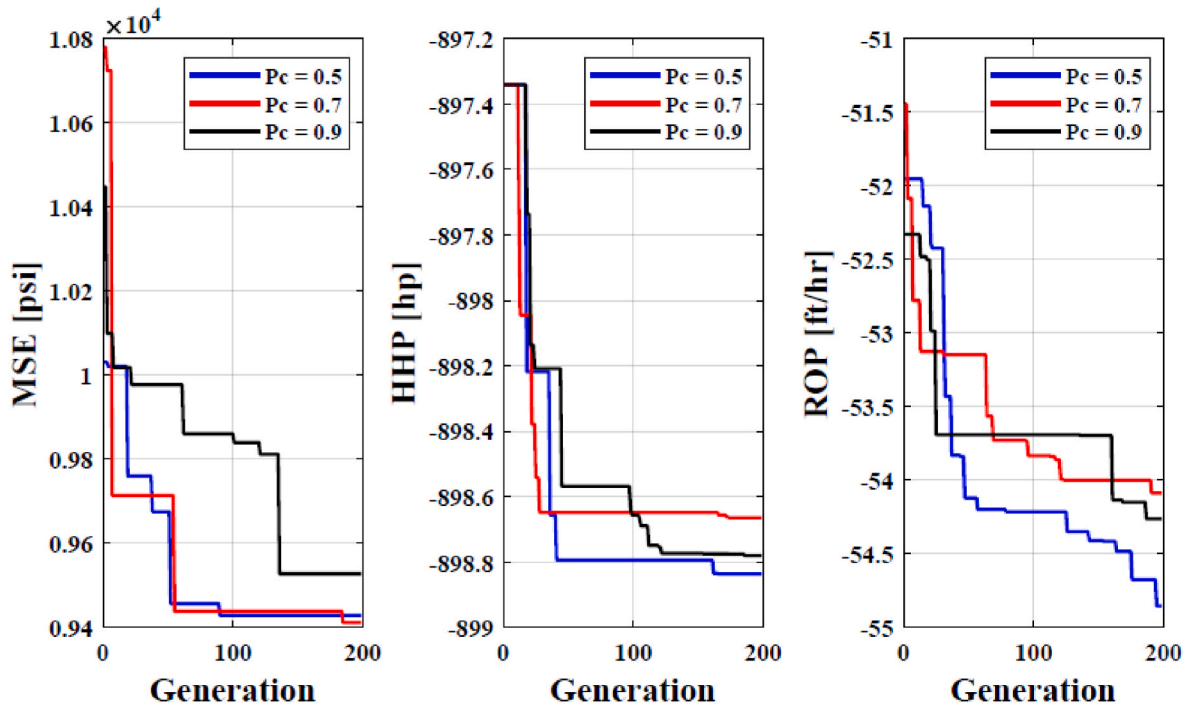 ×10⁴
1.08
1.06
1.04
1.02
1
0.98
0.96
0.94
0
100
200
MSE [psi]
Generation
Pc = 0.5
Pc = 0.7
Pc = 0.9
-897.2
-897.4
-897.6
-897.8
-898
-898.2
-898.4
-898.6
-898.8
-899
0
100
200
HHP [hp]
Generation
Pc = 0.5
Pc = 0.7
Pc = 0.9
-51
-51.5
-52
-52.5
-53
-53.5
-54
-54.5
-55
0
100
200
ROP [ft/hr]
Generation
Pc = 0.5
Pc = 0.7
Pc = 0.9